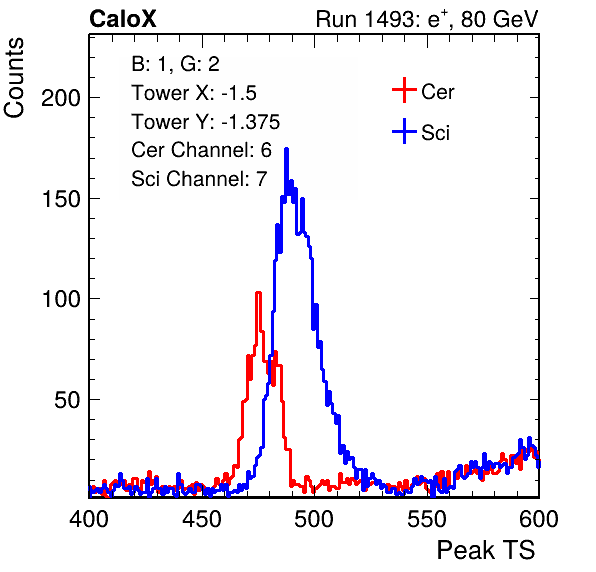 CaloX Run 1493: e⁺, 80 GeV
Counts
B: 1, G: 2
Tower X: -1.5
Tower Y: -1.375
Cer Channel: 6
Sci Channel: 7
Cer
Sci
200
150
100
50
400 450 500 550 600
Peak TS